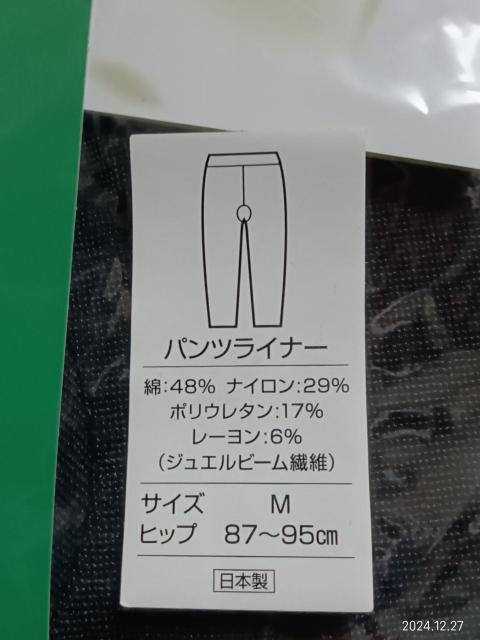 パンツライナー
綿:48% ナイロン:29%
ポリウレタン:17%
レーヨン:6%
(ジュエルビーム繊維)
サイズ M
ヒップ 87〜95cm
日本製
2024.12.27